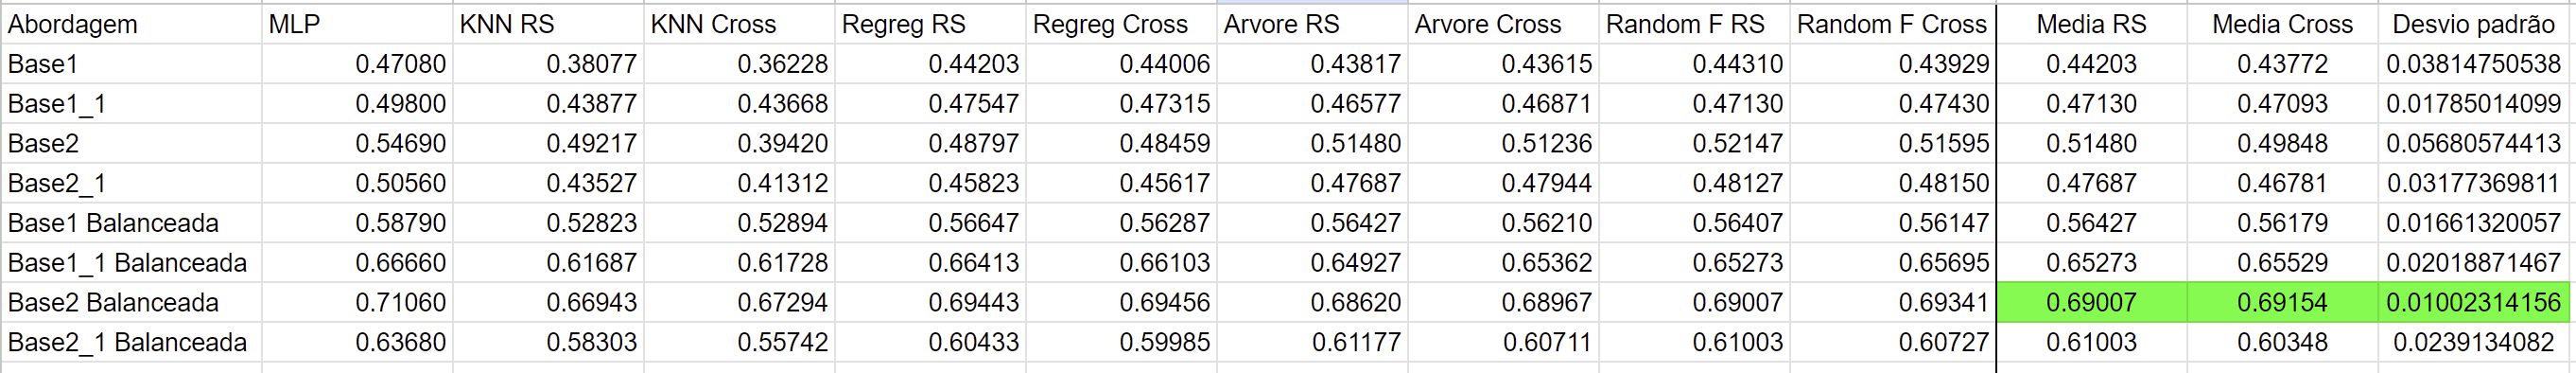 Abordagem MLP KNN RS KNN Cross Regreg RS Regreg Cross Arvore RS Arvore Cross Random F RS Random F Cross Media RS Media Cross Desvio padrão
Base1 0.47080 0.38077 0.36228 0.44203 0.44006 0.43817 0.43615 0.44310 0.43929 0.44203 0.43772 0.03814750538
Base1_1 0.49800 0.43877 0.43668 0.47547 0.47315 0.46577 0.46871 0.47130 0.47430 0.47130 0.47093 0.01785014099
Base2 0.54690 0.49217 0.39420 0.48797 0.48459 0.51480 0.51236 0.52147 0.51595 0.51480 0.49848 0.05680574413
Base2_1 0.50560 0.43527 0.41312 0.45823 0.45617 0.47687 0.47944 0.48127 0.48150 0.47687 0.46781 0.03177369811
Base1 Balanceada 0.58790 0.52823 0.52894 0.56647 0.56287 0.56427 0.56210 0.56407 0.56147 0.56427 0.56179 0.01661320057
Base1_1 Balanceada 0.66660 0.61687 0.61728 0.66413 0.66103 0.64927 0.65362 0.65273 0.65695 0.65273 0.65529 0.02018871467
Base2 Balanceada 0.71060 0.66943 0.67294 0.69443 0.69456 0.68620 0.68967 0.69007 0.69341 0.69007 0.69154 0.01002314156
Base2_1 Balanceada 0.63680 0.58303 0.55742 0.60433 0.59985 0.61177 0.60711 0.61003 0.60727 0.61003 0.60348 0.0239134082